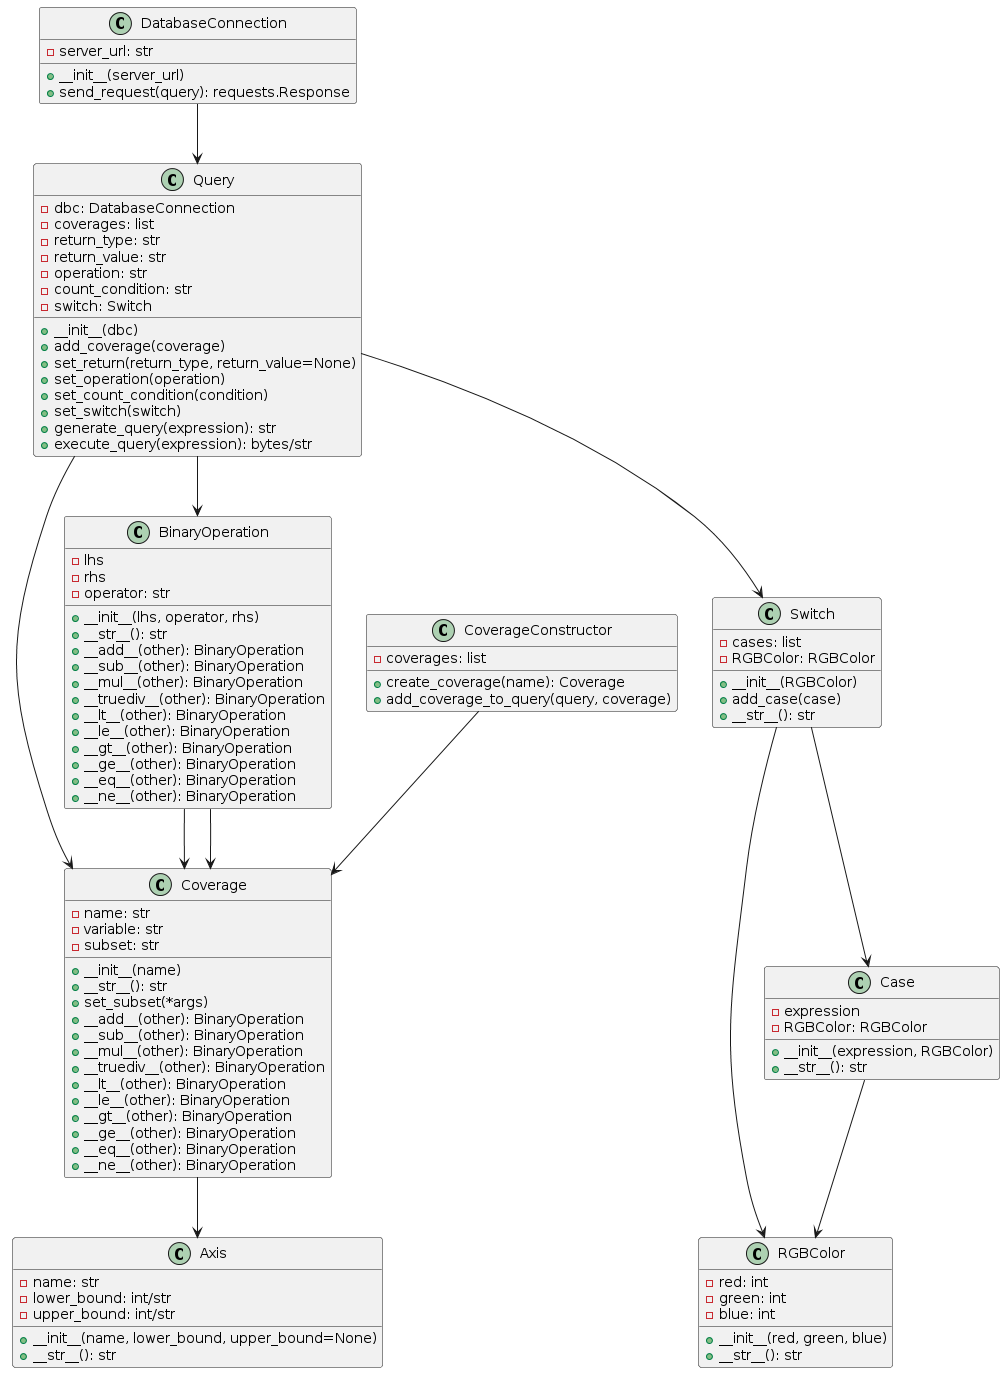 C DatabaseConnection
server_url: str
__init__(server_url)
send_request(query): requests.Response
C Query
dbc: DatabaseConnection
coverages: list
return_type: str
return_value: str
operation: str
count_condition: str
switch: Switch
__init__(dbc)
add_coverage(coverage)
set_return(return_type, return_value=None)
set_operation(operation)
set_count_condition(condition)
set_switch(switch)
generate_query(expression): str
execute_query(expression): bytes/str
C BinaryOperation
lhs
rhs
operator: str
__init__(lhs, operator, rhs)
__str__(): str
__add__(other): BinaryOperation
__sub__(other): BinaryOperation
__mul__(other): BinaryOperation
__truediv__(other): BinaryOperation
__lt__(other): BinaryOperation
__le__(other): BinaryOperation
__gt__(other): BinaryOperation
__ge__(other): BinaryOperation
__eq__(other): BinaryOperation
__ne__(other): BinaryOperation
C CoverageConstructor
coverages: list
create_coverage(name): Coverage
add_coverage_to_query(query, coverage)
C Switch
cases: list
RGBColor: RGBColor
__init__(RGBColor)
add_case(case)
__str__(): str
C Coverage
name: str
variable: str
subset: str
__init__(name)
__str__(): str
set_subset(*args)
__add__(other): BinaryOperation
__sub__(other): BinaryOperation
__mul__(other): BinaryOperation
__truediv__(other): BinaryOperation
__lt__(other): BinaryOperation
__le__(other): BinaryOperation
__gt__(other): BinaryOperation
__ge__(other): BinaryOperation
__eq__(other): BinaryOperation
__ne__(other): BinaryOperation
C Case
expression
RGBColor: RGBColor
__init__(expression, RGBColor)
__str__(): str
C Axis
name: str
lower_bound: int/str
upper_bound: int/str
__init__(name, lower_bound, upper_bound=None)
__str__(): str
C RGBColor
red: int
green: int
blue: int
__init__(red, green, blue)
__str__(): str